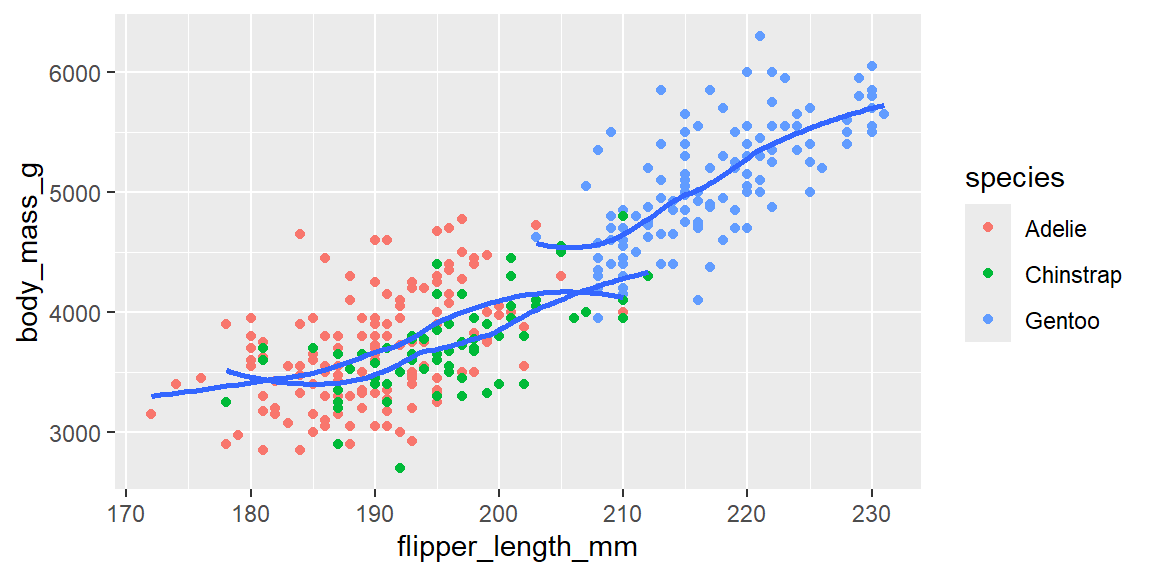 body_mass_g
6000
5000
4000
3000
170 180 190 200 210 220 230
flipper_length_mm
species
Adelie
Chinstrap
Gentoo